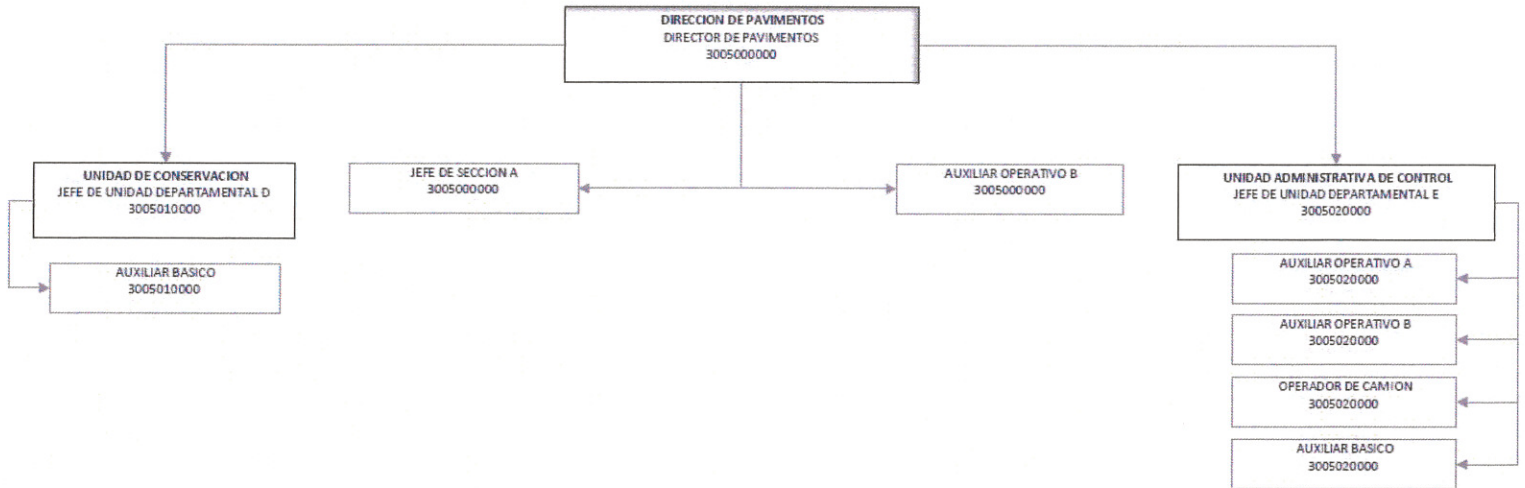 DIRECCION DE PAVIMENTOS
DIRECTOR DE PAVIMENTOS
3005000000
UNIDAD DE CONSERVACION
JEFE DE UNIDAD DEPARTAMENTAL D
3005010000
JEFE DE SECCION A
3005000000
AUXILIAR OPERATIVO B
3005000000
UNIDAD ADMINISTRATIVA DE CONTROL
JEFE DE UNIDAD DEPARTAMENTAL E
3005020000
AUXILIAR BASICO
3005010000
AUXILIAR OPERATIVO A
3005020000
AUXILIAR OPERATIVO B
3005020000
OPERADOR DE CAMION
3005020000
AUXILIAR BASICO
3005020000